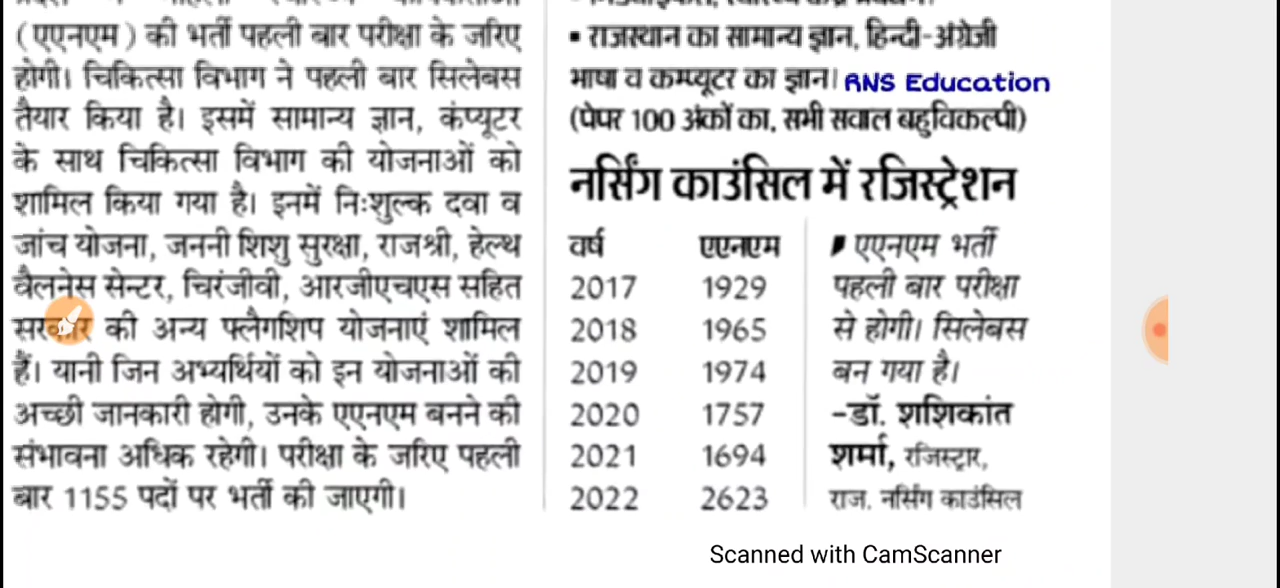 (एएनएम) की भर्ती पहली बार परीक्षा के जरिए
होगी। चिकित्सा विभाग ने पहली बार सिलेबस
तैयार किया है। इसमें सामान्य ज्ञान, कंप्यूटर
के साथ चिकित्सा विभाग की योजनाओं को
शामिल किया गया है। इनमें निःशुल्क दवा व
जांच योजना, जननी शिशु सुरक्षा, राजश्री, हेल्थ
वैलनेस सेन्टर, चिरंजीवी, आरजीएचएस सहित
सरकार की अन्य फ्लैगशिप योजनाएं शामिल
हैं। यानी जिन अभ्यर्थियों को इन योजनाओं की
अच्छी जानकारी होगी, उनके एएनएम बनने की
संभावना अधिक रहेगी। परीक्षा के जरिए पहली
बार 1155 पदों पर भर्ती की जाएगी।
▪ राजस्थान का सामान्य ज्ञान, हिन्दी-अंग्रेजी
भाषा व कम्प्यूटर का ज्ञान। RNS Education
(पेपर 100 अंकों का, सभी सवाल बहुविकल्पी)
नर्सिंग काउंसिल में रजिस्ट्रेशन
वर्ष एएनएम
2017 1929
2018 1965
2019 1974
2020 1757
2021 1694
2022 2623
एएनएम भर्ती
पहली बार परीक्षा
से होगी। सिलेबस
बन गया है।
-डॉ. शशिकांत
शर्मा, रजिस्ट्रार,
राज. नर्सिंग काउंसिल
Scanned with CamScanner